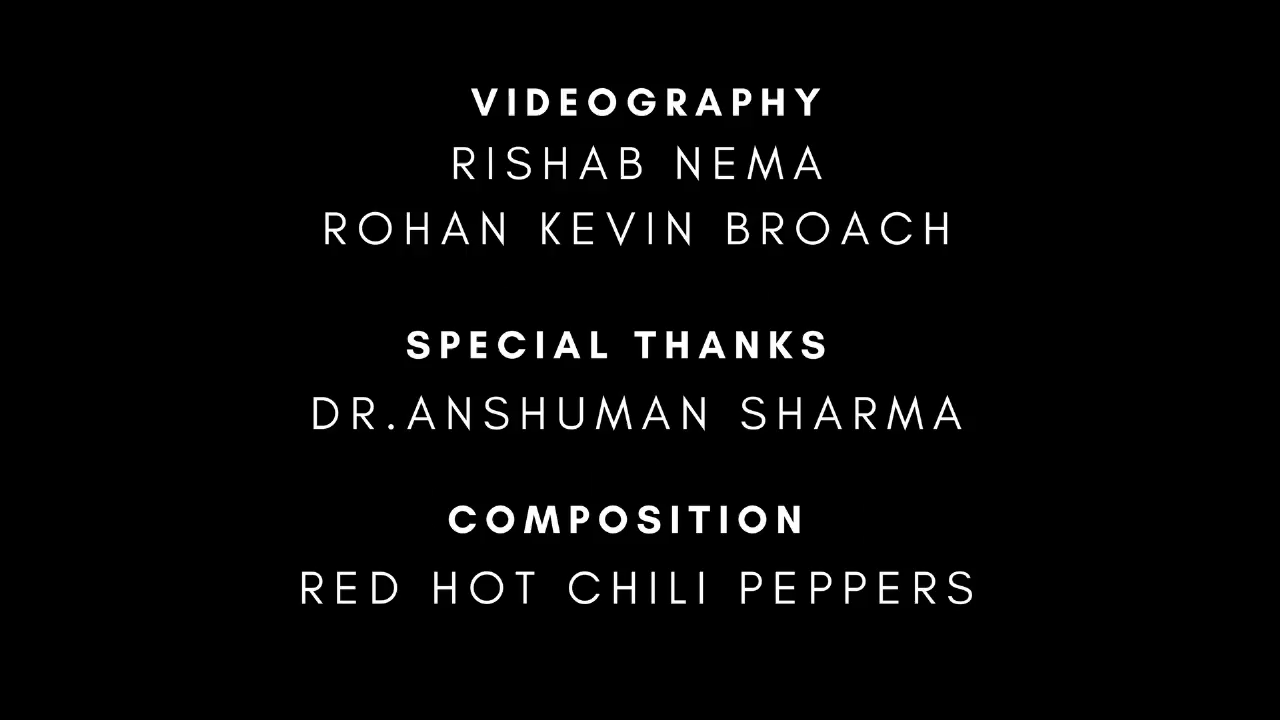 VIDEOGRAPHY
RISHAB NEMA
ROHAN KEVIN BROACH
SPECIAL THANKS
DR.ANSHUMAN SHARMA
COMPOSITION
RED HOT CHILI PEPPERS